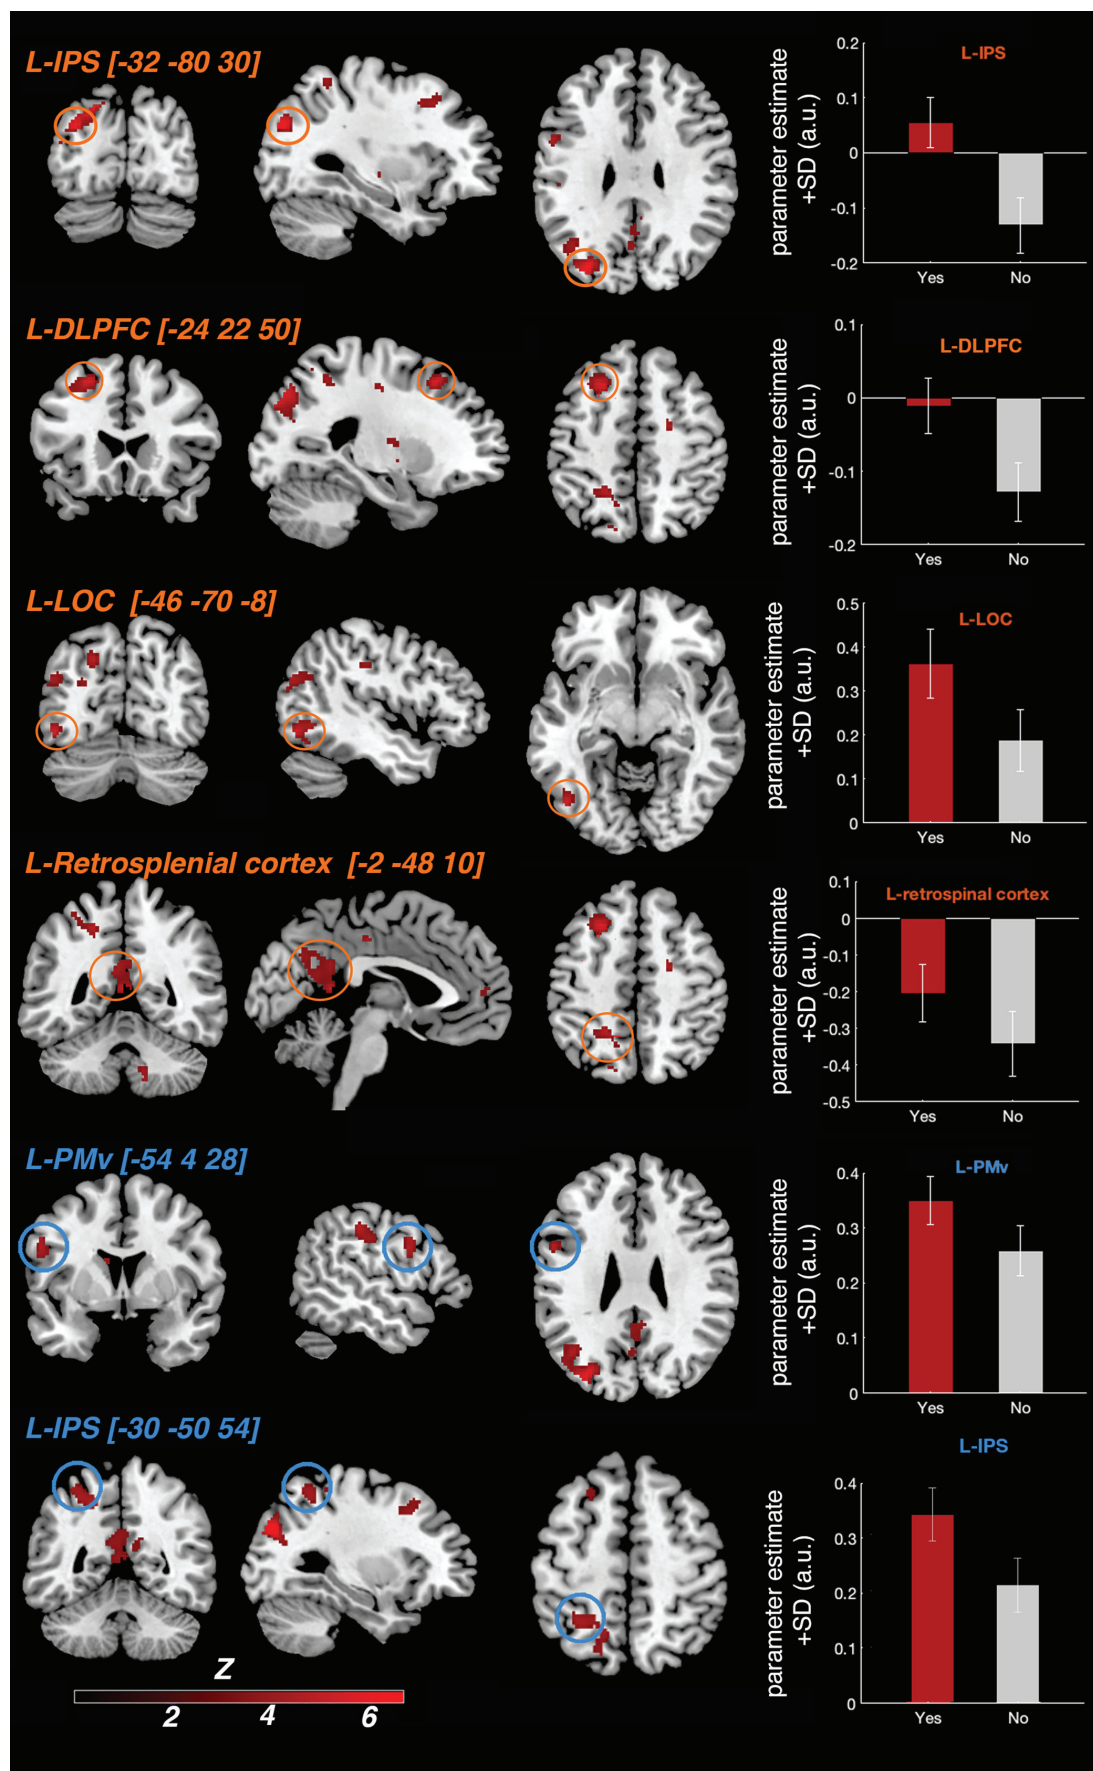 L-IPS [-32 -80 30]
parameter estimate
+SD (a.u.)
L-IPS
0.2
0.1
0
-0.1
-0.2
Yes No
L-DLPFC [-24 22 50]
parameter estimate
+SD (a.u.)
L-DLPFC
0.1
0
-0.1
-0.2
Yes No
L-LOC [-46 -70 -8]
parameter estimate
+SD (a.u.)
L-LOC
0.5
0.4
0.3
0.2
0.1
0
Yes No
L-Retrosplenial cortex [-2 -48 10]
parameter estimate
+SD (a.u.)
L-retrospinal cortex
0.1
0
-0.1
-0.2
-0.3
-0.4
-0.5
Yes No
L-PMv [-54 4 28]
parameter estimate
+SD (a.u.)
L-PMv
0.4
0.3
0.2
0.1
0
Yes No
L-IPS [-30 -50 54]
parameter estimate
+SD (a.u.)
L-IPS
0.4
0.3
0.2
0.1
0
Yes No
Z
2 4 6